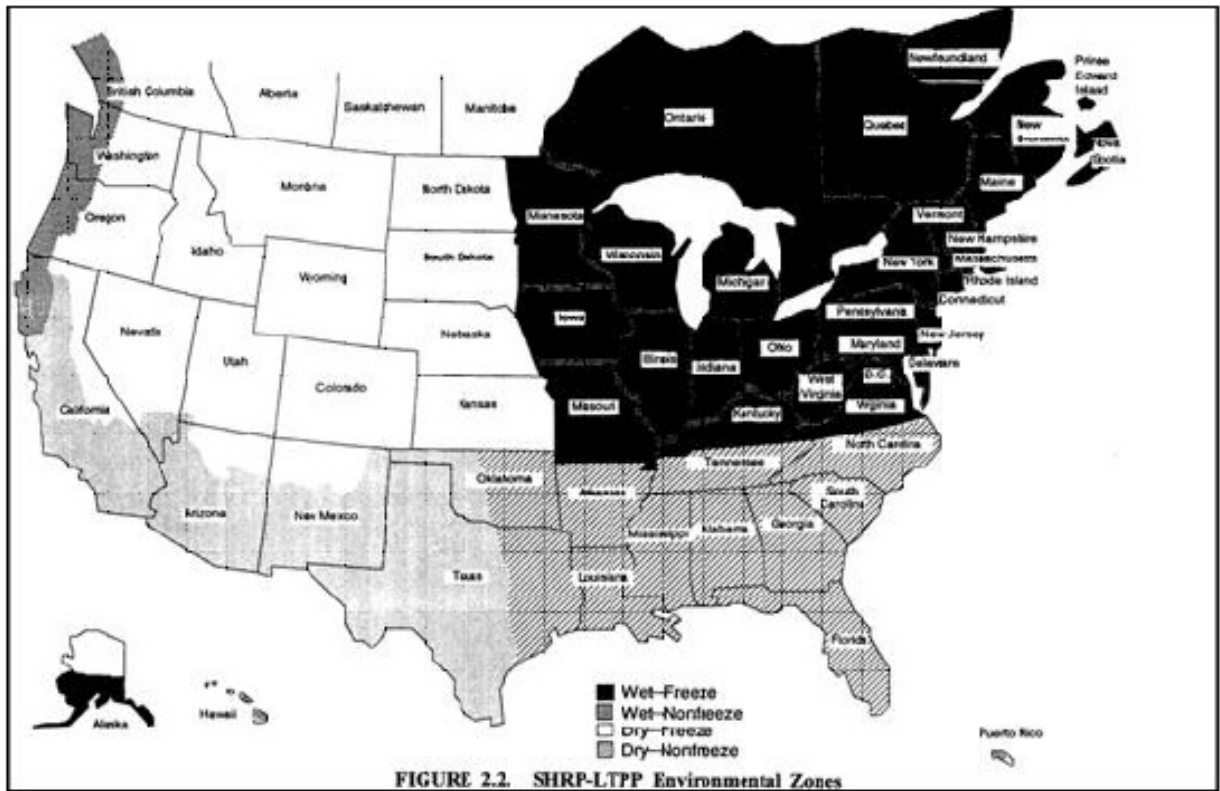 Newfoundland
Prince
Edward
Island
British Columbia
Alberta
Saskatchewan
Manitoba
Ontario
Quebec
New
Nova
Scotia
Washington
Montana
North Dakota
Minnesota
Maine
Oregon
Idaho
South Dakota
Wisconsin
Vermont
New Hampshire
Wyoming
Michigan
New York
Massachusetts
Rhode Island
Connecticut
Nevada
Nebraska
Iowa
Pennsylvania
New Jersey
Utah
Illinois
Indiana
Ohio
Maryland
Delaware
Colorado
Kansas
Missouri
Kentucky
West
Virginia
D.C.
Virginia
California
North Carolina
Tennessee
Oklahoma
Arkansas
South
Carolina
Arizona
New Mexico
Mississippi
Alabama
Georgia
Texas
Louisiana
Florida
Alaska
Hawaii
Wet-Freeze
Wet-Nonfreeze
Dry-Freeze
Dry-Nonfreeze
Puerto Rico
FIGURE 2.2. SHRP-LTPP Environmental Zones